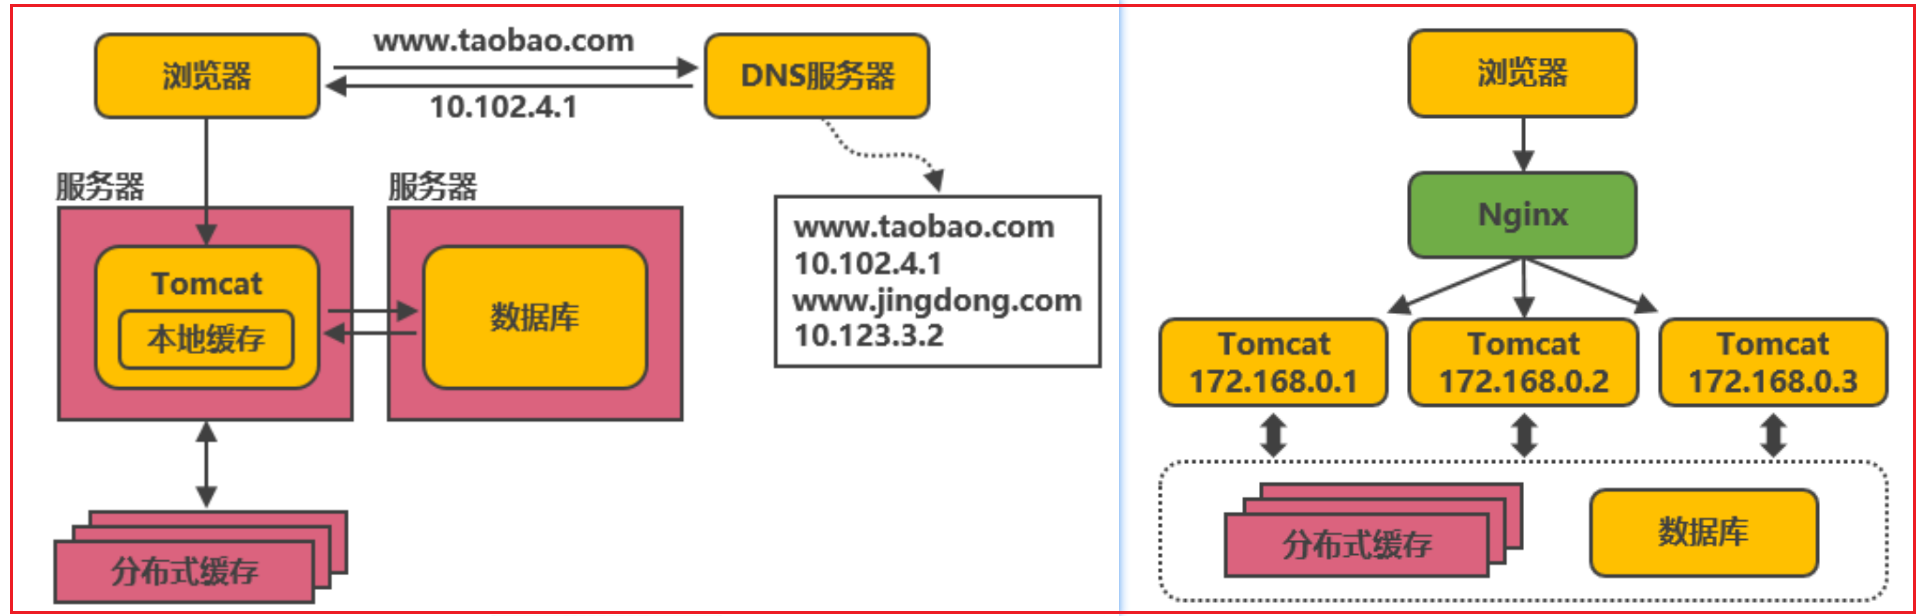 www.taobao.com
浏览器
DNS服务器
10.102.4.1
服务器
服务器
Tomcat
本地缓存
数据库
www.taobao.com
10.102.4.1
www.jingdong.com
10.123.3.2
分布式缓存
浏览器
Nginx
Tomcat
172.168.0.1
Tomcat
172.168.0.2
Tomcat
172.168.0.3
分布式缓存
数据库